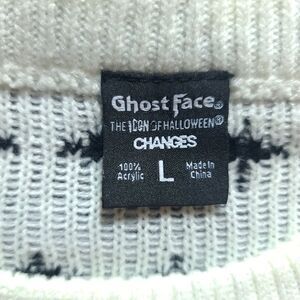 Ghost Face®
THE ICON OF HALLOWEEN®
CHANGES
100%
Acrylic
L
Made In
China